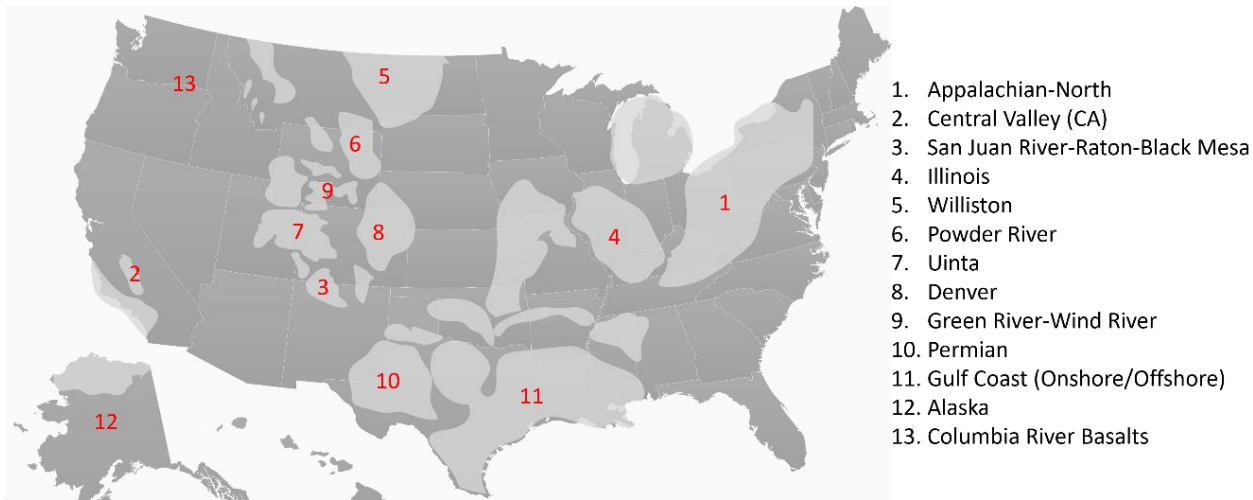 13
5
6
9
7
8
4
1
2
3
10
11
12
1. Appalachian-North
2. Central Valley (CA)
3. San Juan River-Raton-Black Mesa
4. Illinois
5. Williston
6. Powder River
7. Uinta
8. Denver
9. Green River-Wind River
10. Permian
11. Gulf Coast (Onshore/Offshore)
12. Alaska
13. Columbia River Basalts